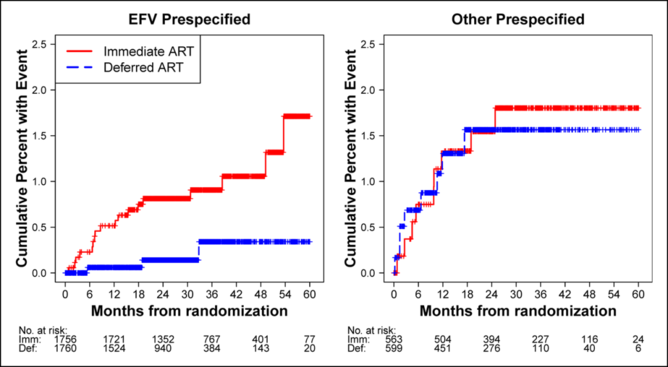 EFV Prespecified
Other Prespecified
Immediate ART
Deferred ART
Cumulative Percent with Event
2.5
2.0
1.5
1.0
0.5
0.0
0 6 12 18 24 30 36 42 48 54 60
Months from randomization
No. at risk:
Imm: 1756 1721 1352 767 401 77
Def: 1760 1524 940 384 143 20
Cumulative Percent with Event
2.5
2.0
1.5
1.0
0.5
0.0
0 6 12 18 24 30 36 42 48 54 60
Months from randomization
No. at risk:
Imm: 563 504 394 227 116 24
Def: 599 451 276 110 40 6